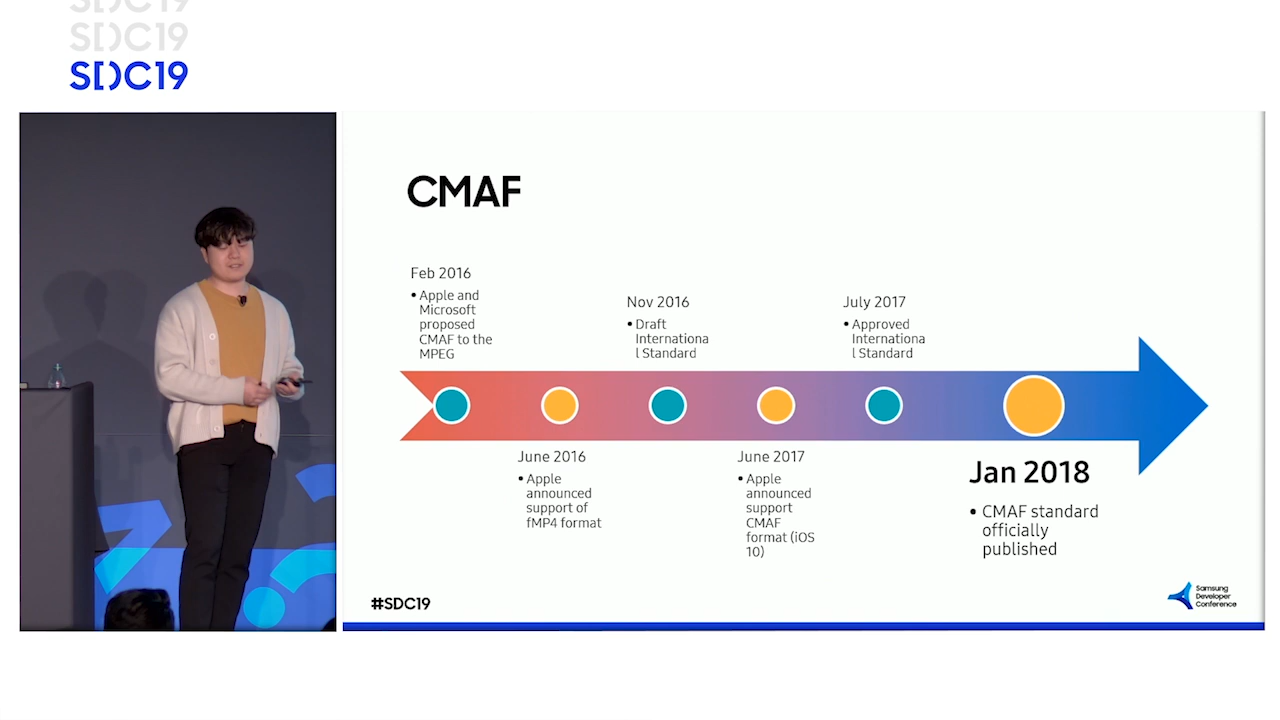 SDC19
SDC19
SDC19
CMAF
Feb 2016
• Apple and
Microsoft
proposed
CMAF to the
MPEG
Nov 2016
• Draft
Internationa
l Standard
July 2017
• Approved
Internationa
l Standard
June 2016
• Apple
announced
support of
fMP4 format
June 2017
• Apple
announced
support
CMAF
format (iOS
10)
Jan 2018
• CMAF standard
officially
published
#SDC19
Samsung
Developer
Conference